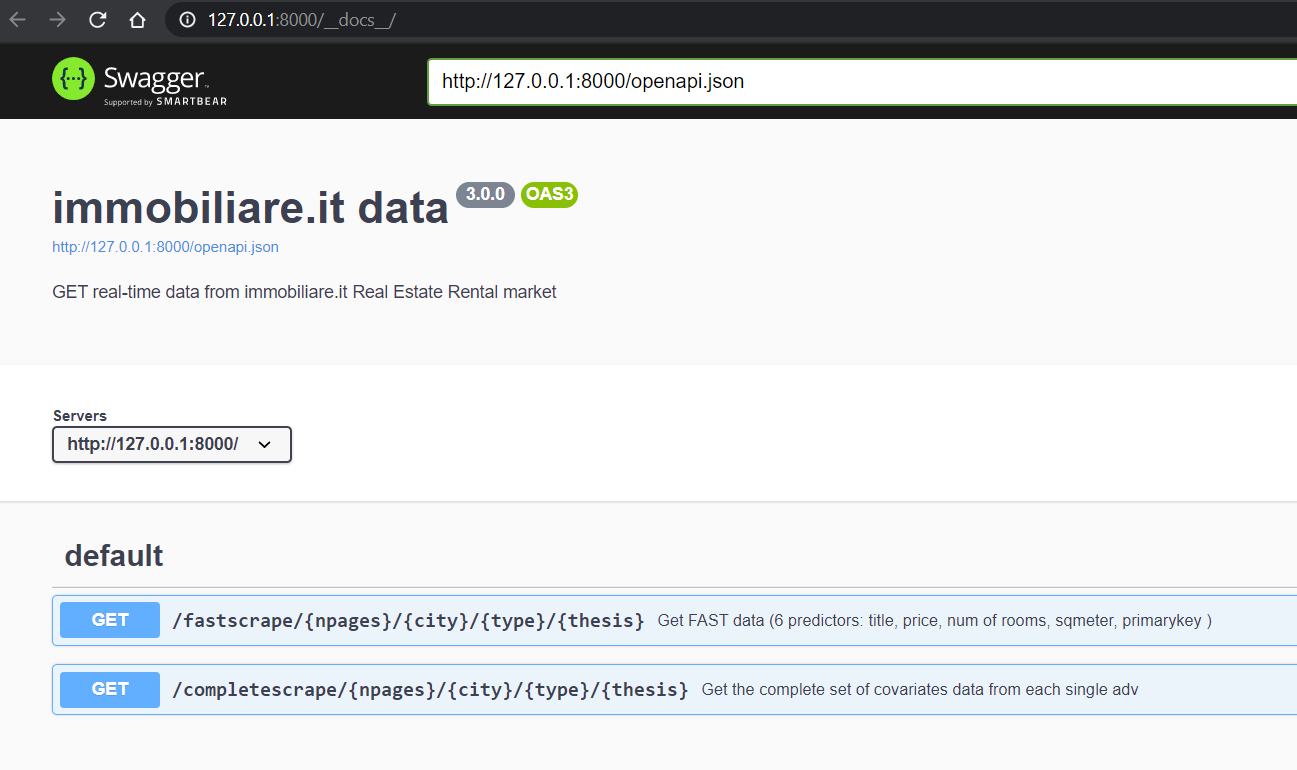 127.0.0.1:8000/__docs__/
Swagger
Supported by SMARTBEAR
http://127.0.0.1:8000/openapi.json
immobiliare.it data 3.0.0 OAS3
http://127.0.0.1:8000/openapi.json
GET real-time data from immobiliare.it Real Estate Rental market
Servers
http://127.0.0.1:8000/
default
GET /fastscrape/{npages}/{city}/{type}/{thesis} Get FAST data (6 predictors: title, price, num of rooms, sqmeter, primarykey )
GET /completescrape/{npages}/{city}/{type}/{thesis} Get the complete set of covariates data from each single adv